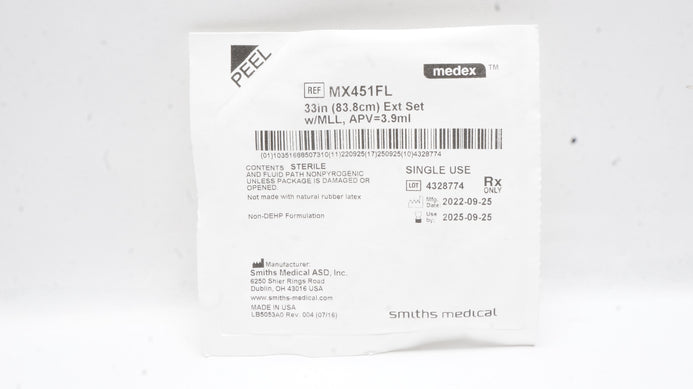 PEEL
medex™
REF MX451FL
33in (83.8cm) Ext Set
w/MLL, APV=3.9ml
(01)10351688507310(11)220925(17)250925(10)4328774
CONTENTS STERILE
AND FLUID PATH NONPYROGENIC
UNLESS PACKAGE IS DAMAGED OR
OPENED.
Not made with natural rubber latex
Non-DEHP Formulation
SINGLE USE
LOT 4328774
Rx ONLY
Mfg. Date: 2022-09-25
Use by: 2025-09-25
Manufacturer:
Smiths Medical ASD, Inc.
6250 Shier Rings Road
Dublin, OH 43016 USA
www.smiths-medical.com
MADE IN USA
LB5053A0 Rev. 004 (07/16)
smiths medical